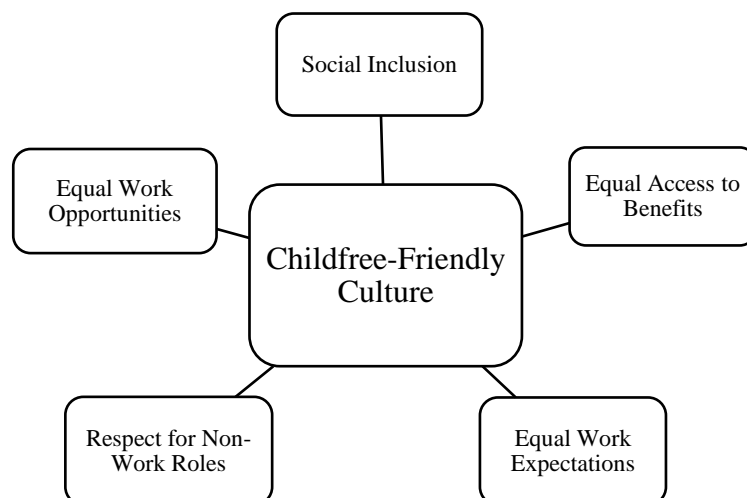 Social Inclusion
Equal Work
Opportunities
Equal Access to
Benefits
Childfree-Friendly
Culture
Respect for Non-
Work Roles
Equal Work
Expectations